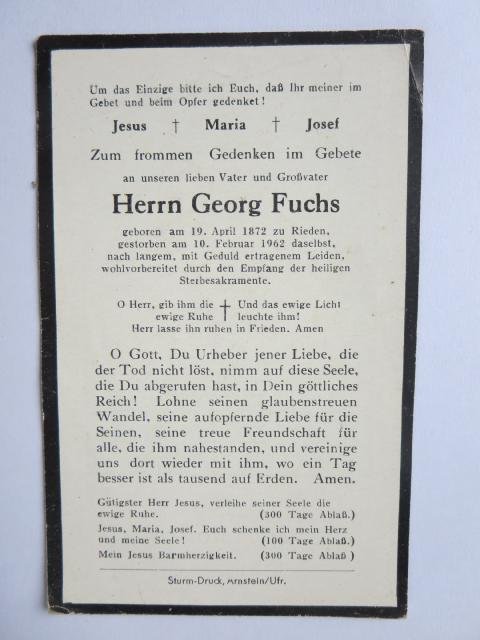 Um das Einzige bitte ich Euch, daß Ihr meiner im
Gebet und beim Opfer gedenket!
Jesus † Maria † Josef
Zum frommen Gedenken im Gebete
an unseren lieben Vater und Großvater
Herrn Georg Fuchs
geboren am 19. April 1872 zu Rieden,
gestorben am 10. Februar 1962 daselbst,
nach langem, mit Geduld ertragenem Leiden,
wohlvorbereitet durch den Empfang der heiligen
Sterbesakramente.
O Herr, gib ihm die † Und das ewige Licht
ewige Ruhe leuchte ihm!
Herr lasse ihn ruhen in Frieden. Amen
O Gott, Du Urheber jener Liebe, die
der Tod nicht löst, nimm auf diese Seele,
die Du abgerufen hast, in Dein göttliches
Reich! Lohne seinen glaubenstreuen
Wandel, seine aufopfernde Liebe für die
Seinen, seine treue Freundschaft für
alle, die ihm nahestanden, und vereinige
uns dort wieder mit ihm, wo ein Tag
besser ist als tausend auf Erden. Amen.
Gütigster Herr Jesus, verleihe seiner Seele die
ewige Ruhe. (300 Tage Ablaß.)
Jesus, Maria, Josef. Euch schenke ich mein Herz
und meine Seele! (100 Tage Ablaß.)
Mein Jesus Barmherzigkeit. (300 Tage Ablaß)
Sturm-Druck, Arnstein/Ufr.